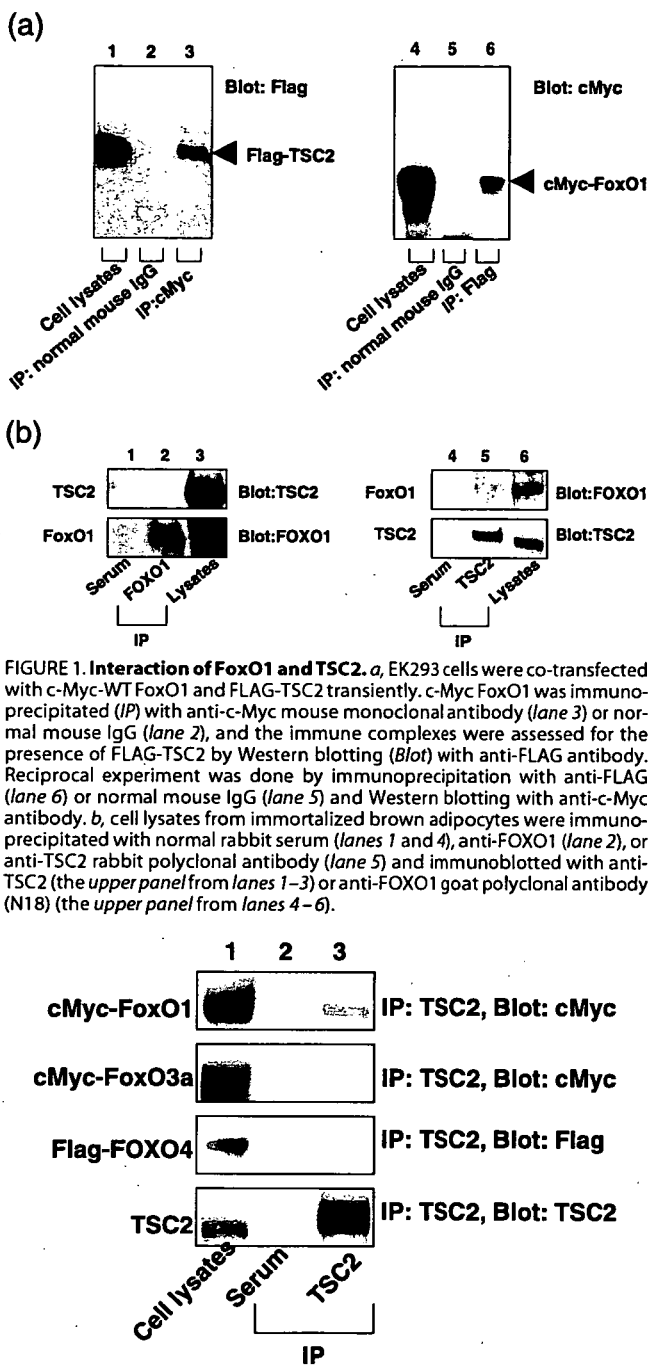 (a)
1 2 3
Blot: Flag
Flag-TSC2
Cell lysates
IP: normal mouse IgG
IP:cMyc
4 5 6
Blot: cMyc
cMyc-FoxO1
Cell lysates
IP: normal mouse IgG
IP: Flag
(b)
1 2 3
TSC2 Blot:TSC2
FoxO1 Blot:FOXO1
Serum
FOXO1
Lysates
IP
4 5 6
FoxO1 Blot:FOXO1
TSC2 Blot:TSC2
Serum
TSC2
Lysates
IP
FIGURE 1. Interaction of FoxO1 and TSC2. a, EK293 cells were co-transfected
with c-Myc-WT FoxO1 and FLAG-TSC2 transiently. c-Myc FoxO1 was immuno-
precipitated (IP) with anti-c-Myc mouse monoclonal antibody (lane 3) or nor-
mal mouse IgG (lane 2), and the immune complexes were assessed for the
presence of FLAG-TSC2 by Western blotting (Blot) with anti-FLAG antibody.
Reciprocal experiment was done by immunoprecipitation with anti-FLAG
(lane 6) or normal mouse IgG (lane 5) and Western blotting with anti-c-Myc
antibody. b, cell lysates from immortalized brown adipocytes were immuno-
precipitated with normal rabbit serum (lanes 1 and 4), anti-FOXO1 (lane 2), or
anti-TSC2 rabbit polyclonal antibody (lane 5) and immunoblotted with anti-
TSC2 (the upper panel from lanes 1–3) or anti-FOXO1 goat polyclonal antibody
(N18) (the upper panel from lanes 4–6).
1 2 3
cMyc-FoxO1 IP: TSC2, Blot: cMyc
cMyc-FoxO3a IP: TSC2, Blot: cMyc
Flag-FOXO4 IP: TSC2, Blot: Flag
TSC2 IP: TSC2, Blot: TSC2
Cell lysates
Serum
TSC2
IP